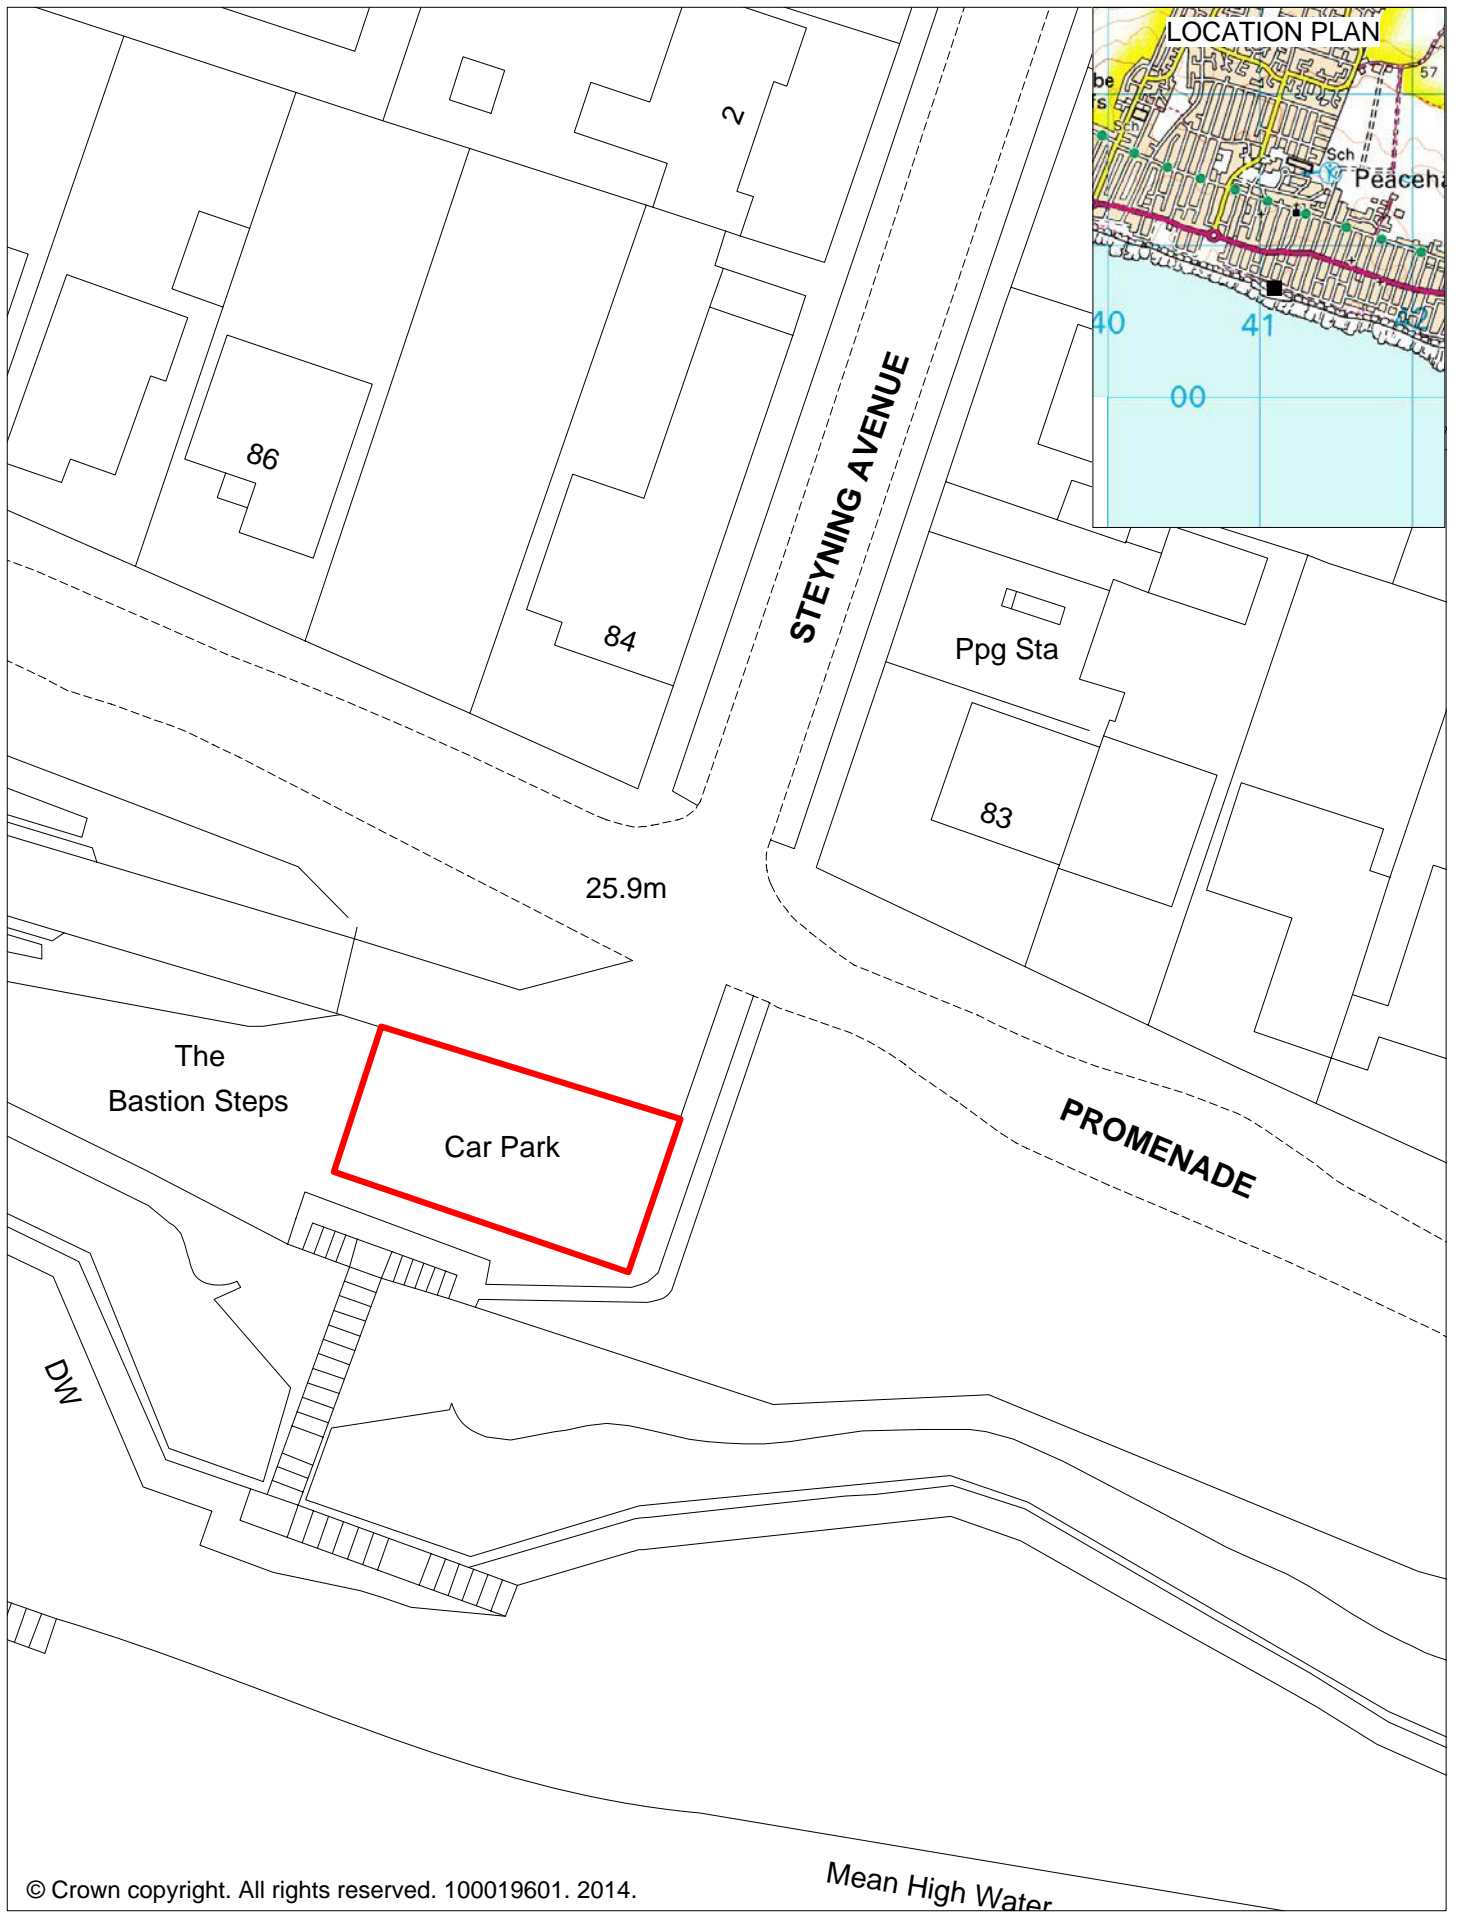 LOCATION PLAN
57
Sch
Sch
40
41
42
00
2
86
STEYNING AVENUE
84
Ppg Sta
83
25.9m
The
Bastion Steps
Car Park
PROMENADE
DW
Mean High Water
© Crown copyright. All rights reserved. 100019601. 2014.